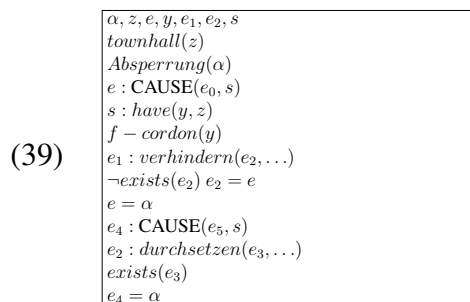 (39)
α, z, e, y, e₁, e₂, s
townhall(z)
Absperrung(α)
e : CAUSE(e₀, s)
s : have(y, z)
f − cordon(y)
e₁ : verhindern(e₂, . . .)
¬exists(e₂) e₂ = e
e = α
e₄ : CAUSE(e₅, s)
e₂ : durchsetzen(e₃, . . .)
exists(e₃)
e₄ = α